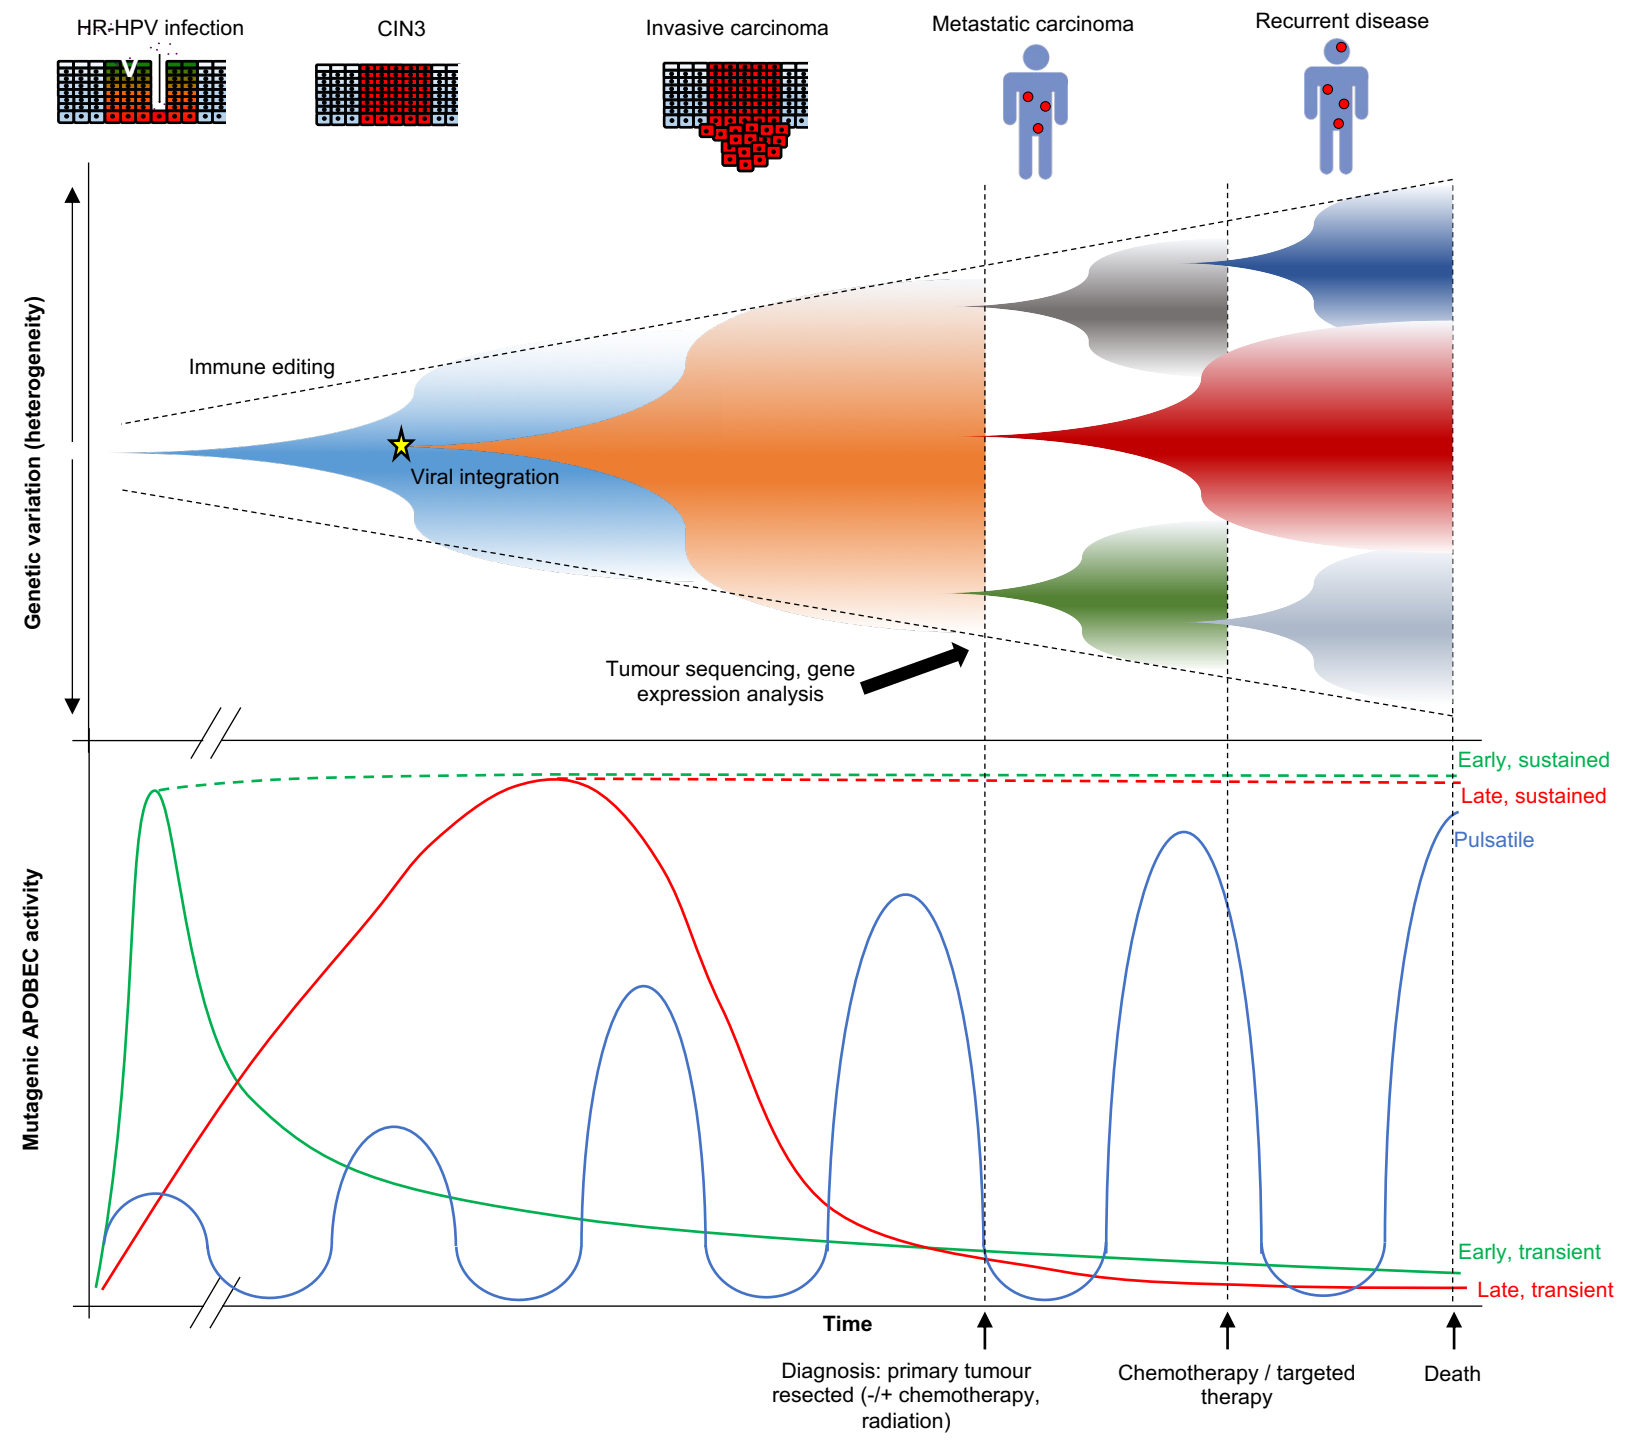 HR-HPV infection
CIN3
Invasive carcinoma
Metastatic carcinoma
Recurrent disease
V
Genetic variation (heterogeneity)
Immune editing
Viral integration
Tumour sequencing, gene
expression analysis
Mutagenic APOBEC activity
Early, sustained
Late, sustained
Pulsatile
Early, transient
Late, transient
Time
Diagnosis: primary tumour
resected (-/+ chemotherapy,
radiation)
Chemotherapy / targeted
therapy
Death